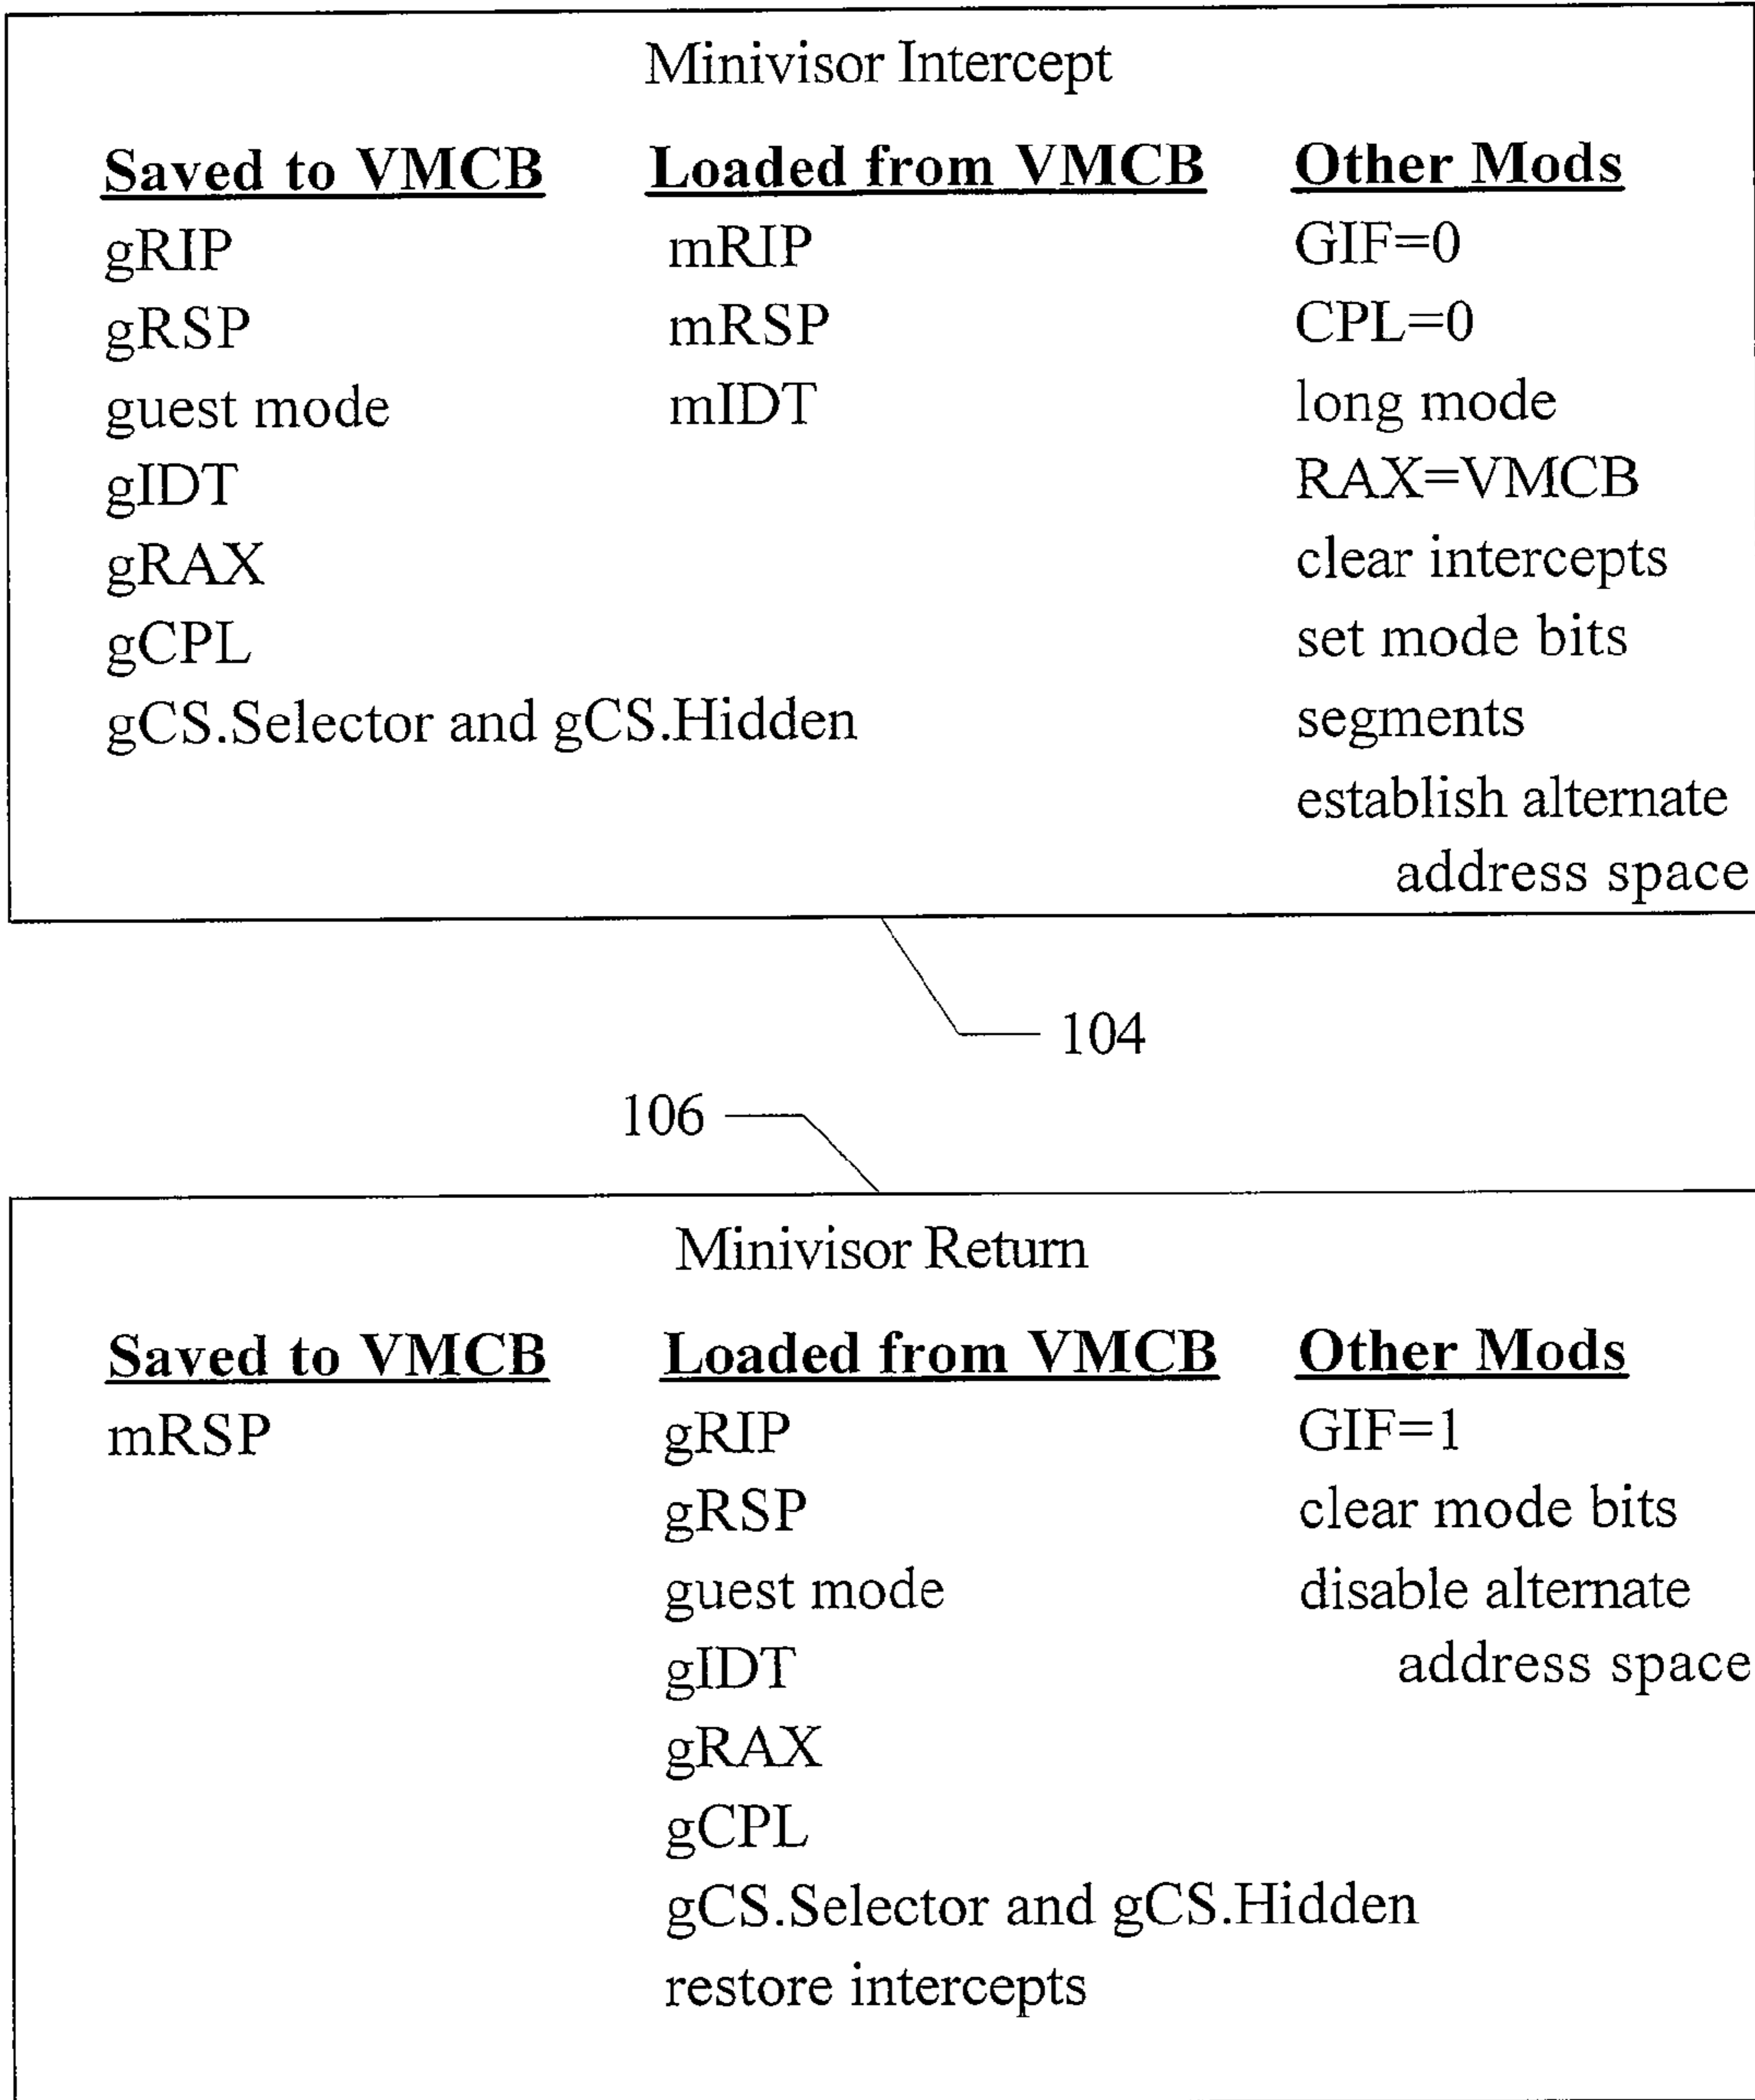 Minivisor Intercept
Saved to VMCB Loaded from VMCB Other Mods
gRIP mRIP GIF=0
gRSP mRSP CPL=0
guest mode mIDT long mode
gIDT RAX=VMCB
gRAX clear intercepts
gCPL set mode bits
gCS.Selector and gCS.Hidden segments
establish alternate
address space
104
106
Minivisor Return
Saved to VMCB Loaded from VMCB Other Mods
mRSP gRIP GIF=1
gRSP clear mode bits
guest mode disable alternate
gIDT address space
gRAX
gCPL
gCS.Selector and gCS.Hidden
restore intercepts